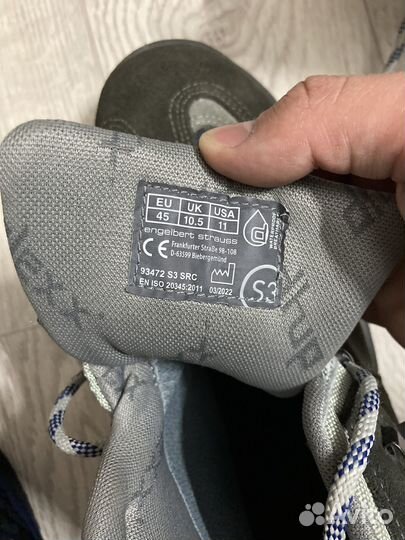 EU UK USA
45 10.5 11
engelbert strauss
CE Frankfurter Straße 98-108
D-63599 Biebergemünd
93472 S3 SRC
EN ISO 20345:2011 03/2022
S3
Avito